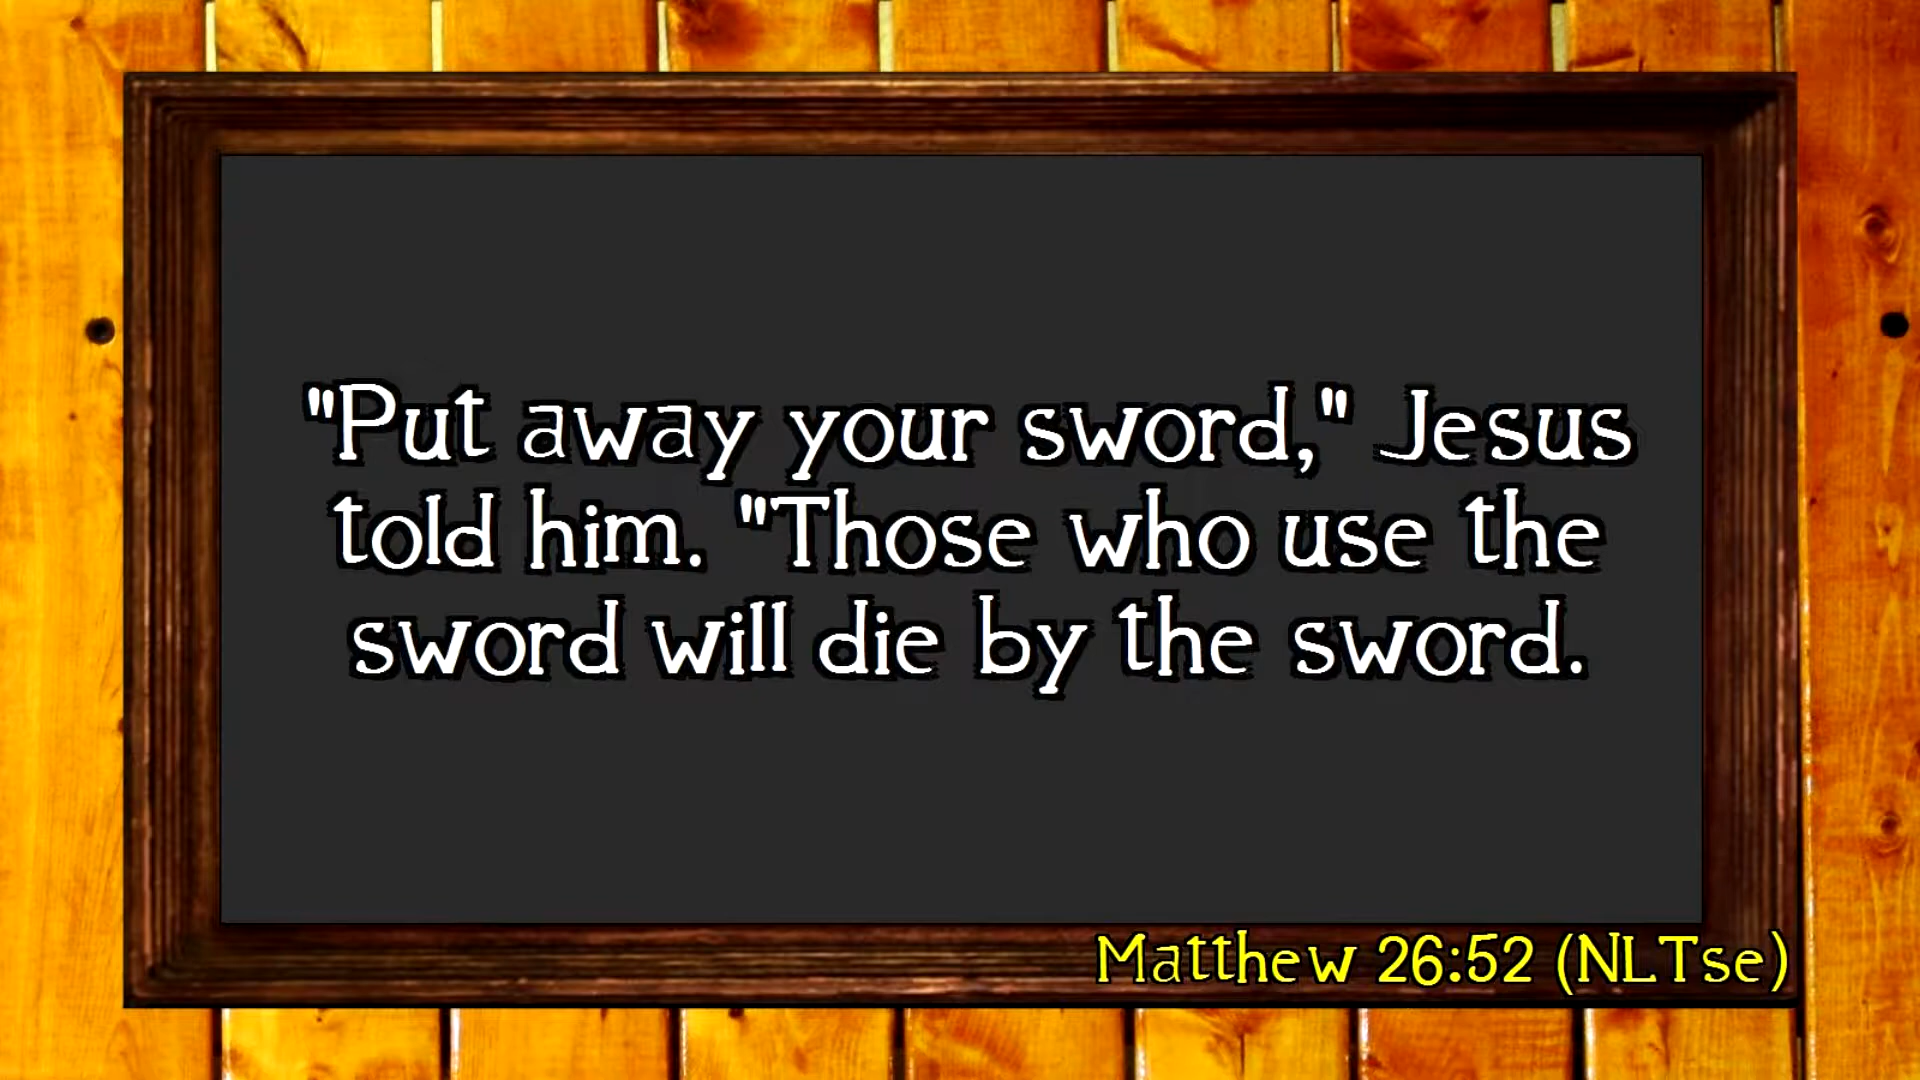 "Put away your sword," Jesus
told him. "Those who use the
sword will die by the sword.
Matthew 26:52 (NLTse)